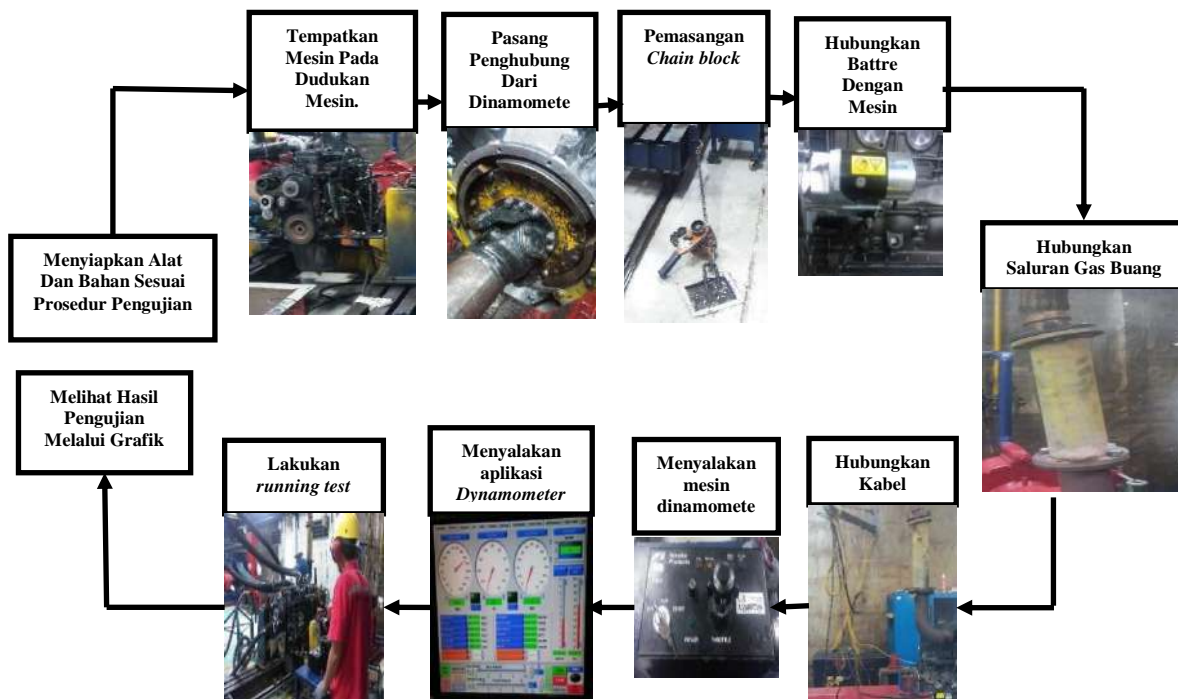 Menyiapkan Alat
Dan Bahan Sesuai
Prosedur Pengujian
Tempatkan
Mesin Pada
Dudukan
Mesin.
Pasang
Penghubung
Dari
Dinamomete
Pemasangan
Chain block
Hubungkan
Battre
Dengan
Mesin
Hubungkan
Saluran Gas Buang
Hubungkan
Kabel
Menyalakan
mesin
dinamomete
Menyalakan
aplikasi
Dynamometer
Lakukan
running test
Melihat Hasil
Pengujian
Melalui Grafik